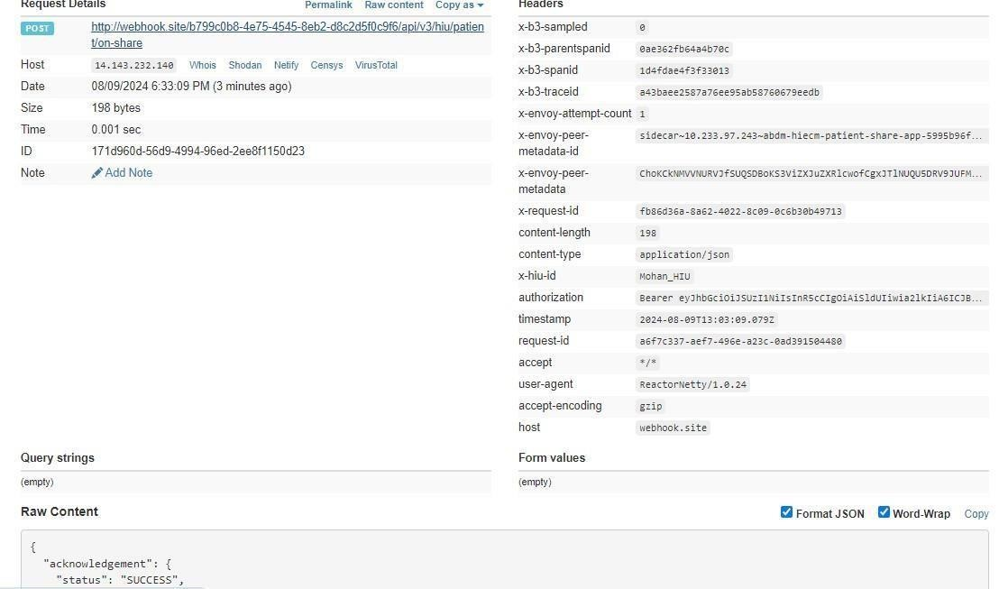 Request Details Permalink Raw content Copy as
POST http://webhook.site/b799c0b8-4e75-4545-8eb2-d8c2d5f0c9f6/api/v3/hiu/patien
t/on-share
Host 14.143.232.140 Whois Shodan Netify Censys VirusTotal
Date 08/09/2024 6:33:09 PM (3 minutes ago)
Size 198 bytes
Time 0.001 sec
ID 171d960d-56d9-4994-96ed-2ee8f1150d23
Note Add Note
Headers
x-b3-sampled 0
x-b3-parentspanid 0ae362fb64a4b70c
x-b3-spanid 1d4fdae4f3f33013
x-b3-traceid a43baee2587a76ee95ab58760679eedb
x-envoy-attempt-count 1
x-envoy-peer-
metadata-id sidecar~10.233.97.243~abdm-hiecm-patient-share-app-5995b96f...
x-envoy-peer-
metadata ChoKCkNMVVNURVJfSUQSDBoKS3ViZXJuZXRlcwofCgxJTlNUQU5DRV9JUFM...
x-request-id fb86d36a-8a62-4022-8c09-0c6b30b49713
content-length 198
content-type application/json
x-hiu-id Mohan_HIU
authorization Bearer eyJhbGciOiJSUzI1NiIsInR5cCIgOiAiSldUIiwia2lkIiA6ICJB...
timestamp 2024-08-09T13:03:09.079Z
request-id a6f7c337-aef7-496e-a23c-0ad391504480
accept */*
user-agent ReactorNetty/1.0.24
accept-encoding gzip
host webhook.site
Query strings
(empty)
Form values
(empty)
Raw Content Format JSON Word-Wrap Copy
{
"acknowledgement": {
"status": "SUCCESS",